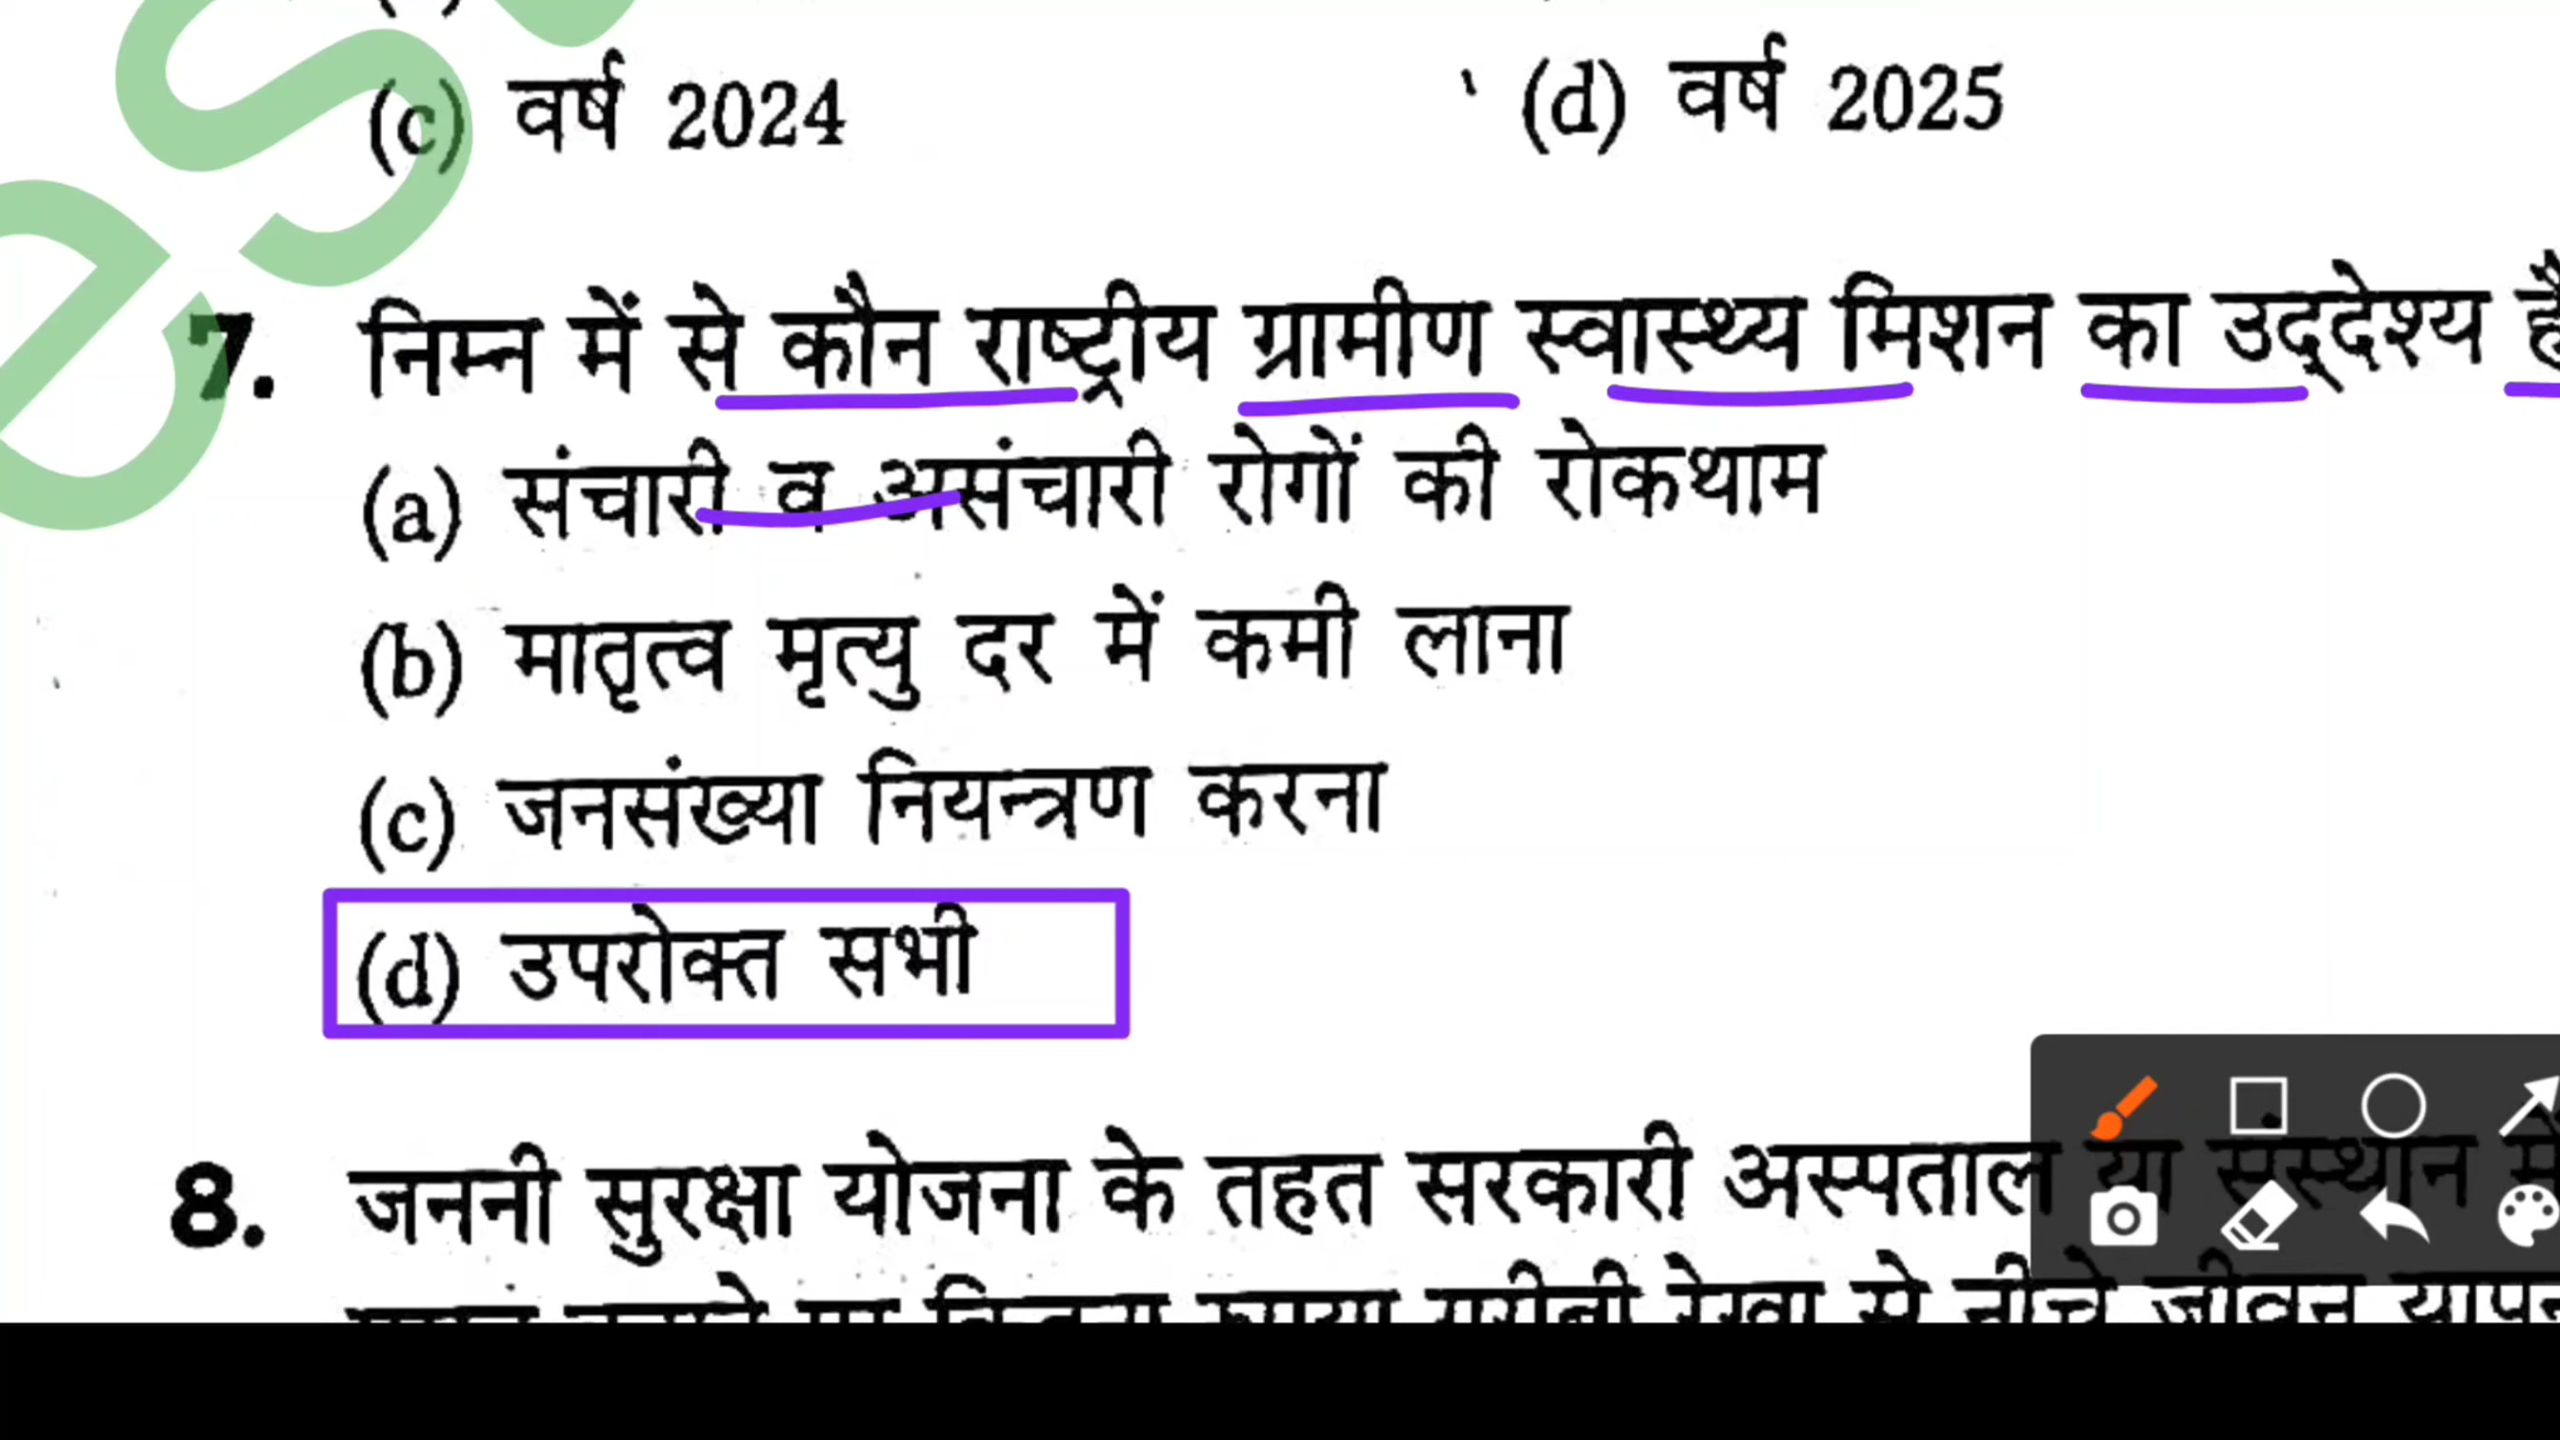 (c) वर्ष 2024 (d) वर्ष 2025
7. निम्न में से कौन राष्ट्रीय ग्रामीण स्वास्थ्य मिशन का उद्देश्य है
(a) संचारी व असंचारी रोगों की रोकथाम
(b) मातृत्व मृत्यु दर में कमी लाना
(c) जनसंख्या नियन्त्रण करना
(d) उपरोक्त सभी
8. जननी सुरक्षा योजना के तहत सरकारी अस्पताल या संस्थान में
रेखा से नीचे जीवन